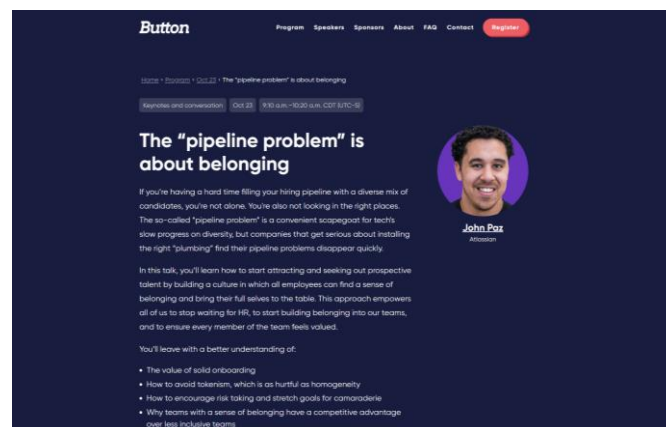 Button
Program Speakers Sponsors About FAQ Contact Register
Home • Program • Oct 23 • The "pipeline problem" is about belonging
Keynotes and conversation Oct 23 9:10 a.m.–10:20 a.m. CDT (UTC-5)
The “pipeline problem” is
about belonging
If you're having a hard time filling your hiring pipeline with a diverse mix of
candidates, you're not alone. You're also not looking in the right places.
The so-called “pipeline problem” is a convenient scapegoat for tech's
slow progress on diversity, but companies that get serious about installing
the right “plumbing” find their pipeline problems disappear quickly.
In this talk, you'll learn how to start attracting and seeking out prospective
talent by building a culture in which all employees can find a sense of
belonging and bring their full selves to the table. This approach empowers
all of us to stop waiting for HR, to start building belonging into our teams,
and to ensure every member of the team feels valued.
You'll leave with a better understanding of:
• The value of solid onboarding
• How to avoid tokenism, which is as hurtful as homogeneity
• How to encourage risk taking and stretch goals for camaraderie
• Why teams with a sense of belonging have a competitive advantage
over less inclusive teams
John Paz
Atlassian